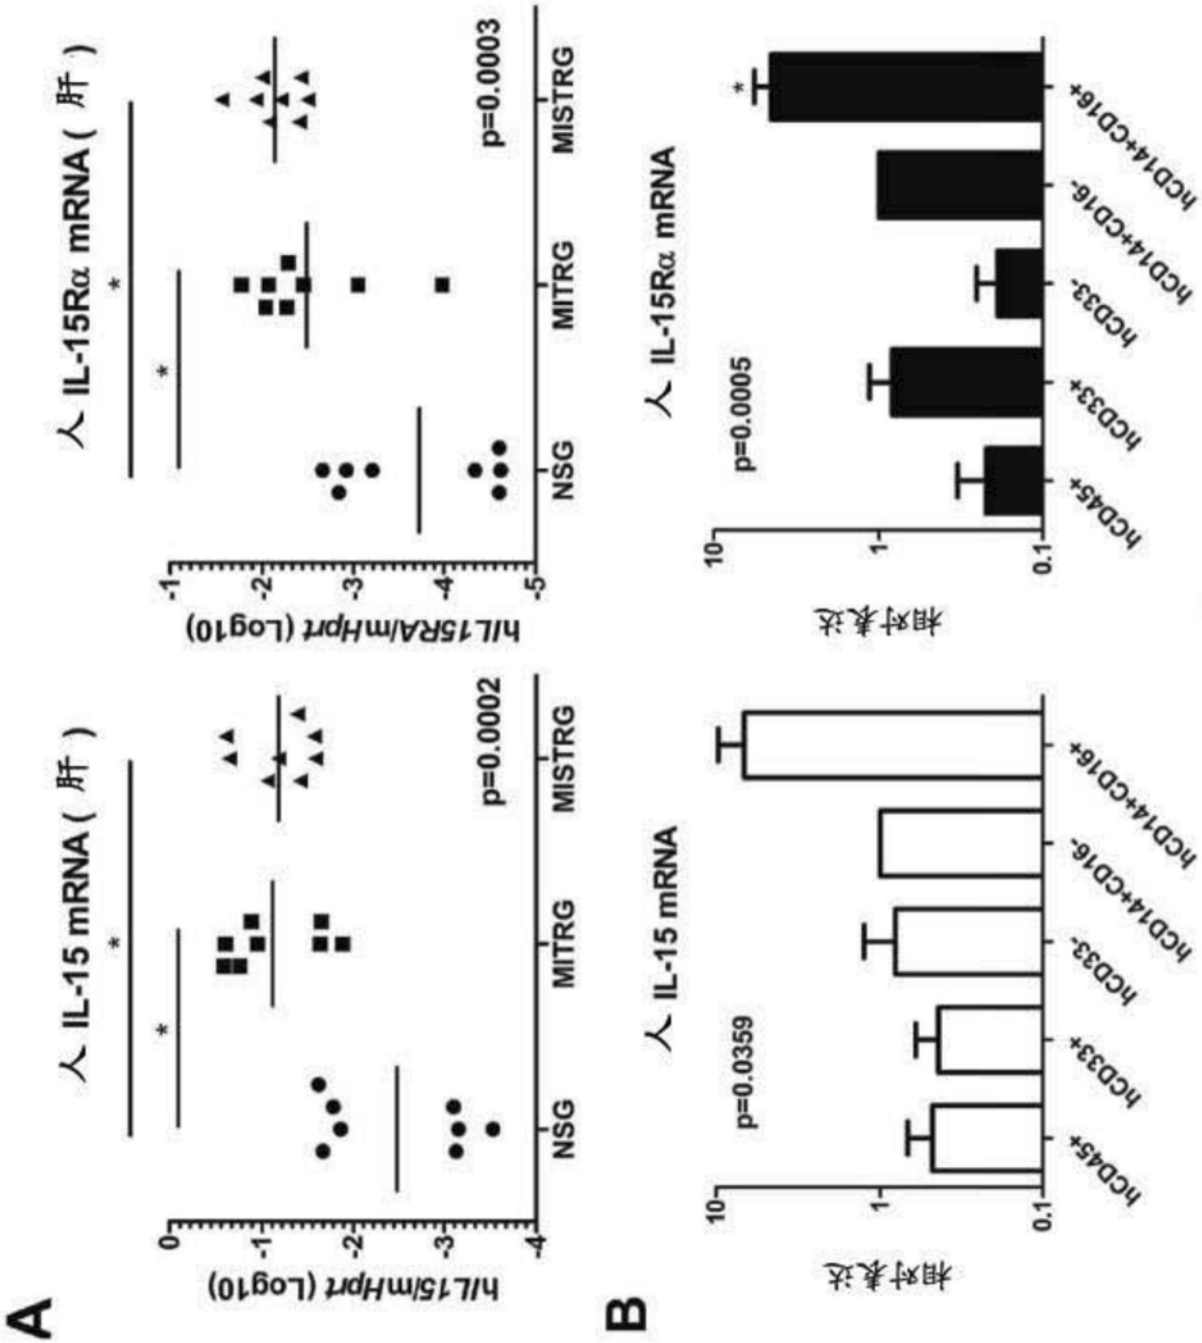 A
人 IL-15 mRNA ( 肝 )
*
*
hIL15/mHprt (Log10)
0
-1
-2
-3
-4
p=0.0002
NSG
MITRG
MISTRG
人 IL-15Rα mRNA ( 肝 )
*
*
hIL15RA/mHprt (Log10)
-1
-2
-3
-4
-5
p=0.0003
NSG
MITRG
MISTRG
B
人 IL-15 mRNA
相对表达
10
1
0.1
p=0.0359
hCD45+
hCD33+
hCD33-
hCD14+CD16-
hCD14+CD16+
人 IL-15Rα mRNA
相对表达
10
1
0.1
p=0.0005
*
hCD45+
hCD33+
hCD33-
hCD14+CD16-
hCD14+CD16+